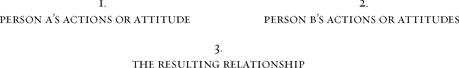 1. 2.
PERSON A'S ACTIONS OR ATTITUDE PERSON B'S ACTIONS OR ATTITUDES
3.
THE RESULTING RELATIONSHIP